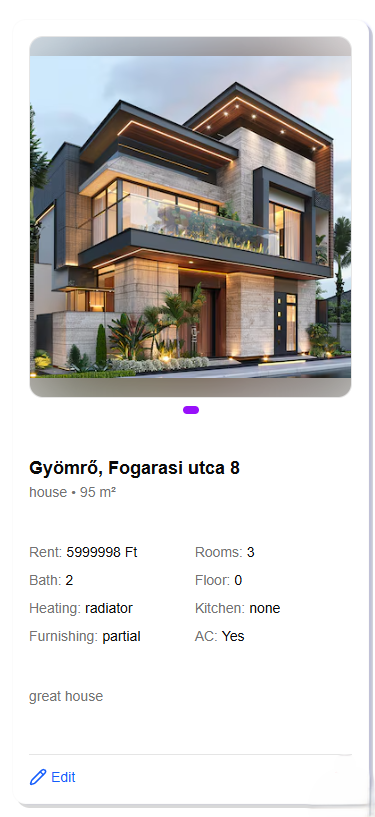 Gyömrő, Fogarasi utca 8
house • 95 m²
Rent: 5999998 Ft Rooms: 3
Bath: 2 Floor: 0
Heating: radiator Kitchen: none
Furnishing: partial AC: Yes
great house
Edit